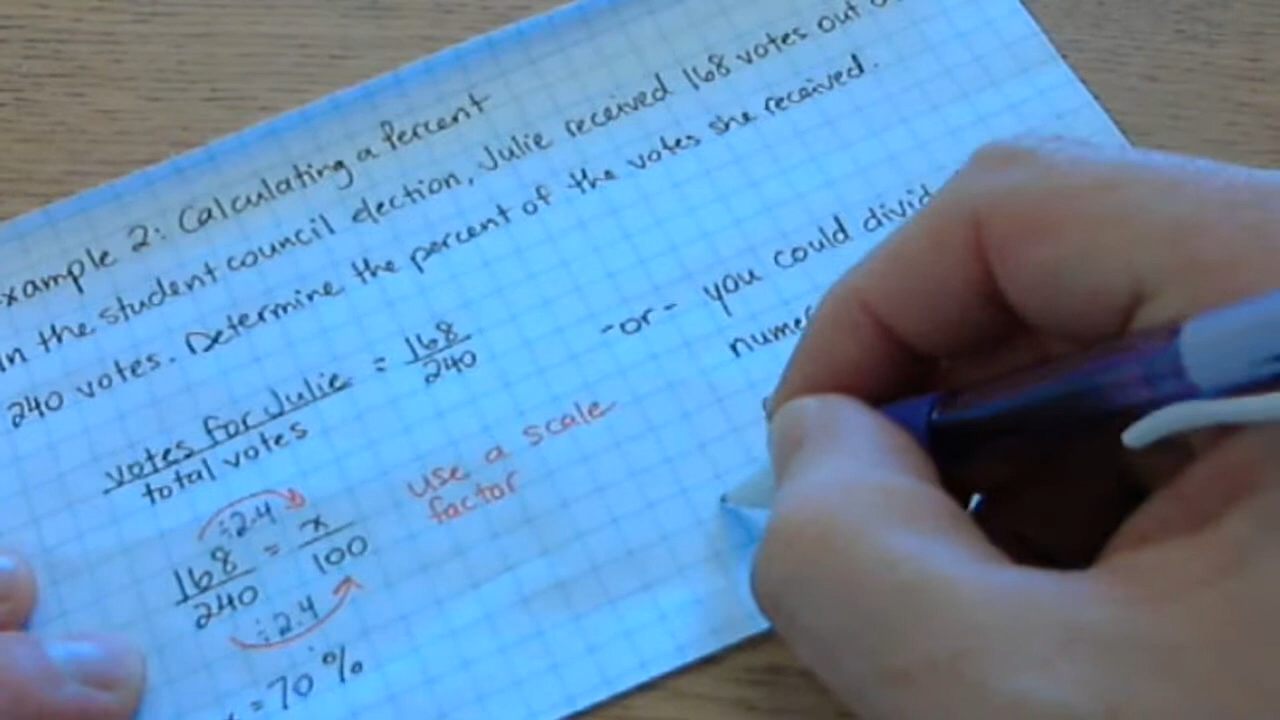 xample 2: Calculating a Percent
In the student council election, Julie received 168 votes out
240 votes. Determine the percent of the votes she received.
votes for Julie = 168
total votes 240
÷2.4
168 = x
240 100
÷2.4
= 70%
use a scale
factor
-or- you could divid
nume